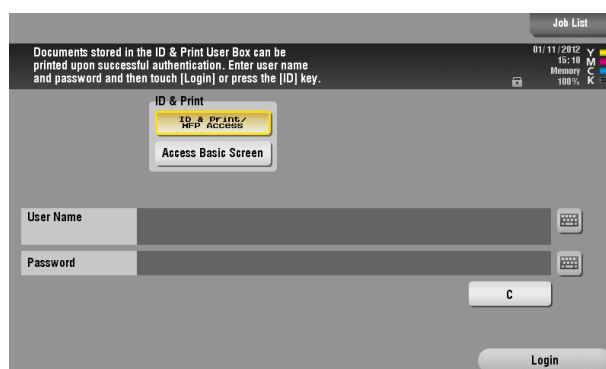 Job List
Documents stored in the ID & Print User Box can be
printed upon successful authentication. Enter user name
and password and then touch [Login] or press the [ID] key.
01/11/2012
15:10
Memory
100%
Y
M
C
K
ID & Print
ID & Print/
MFP Access
Access Basic Screen
User Name
Password
C
Login